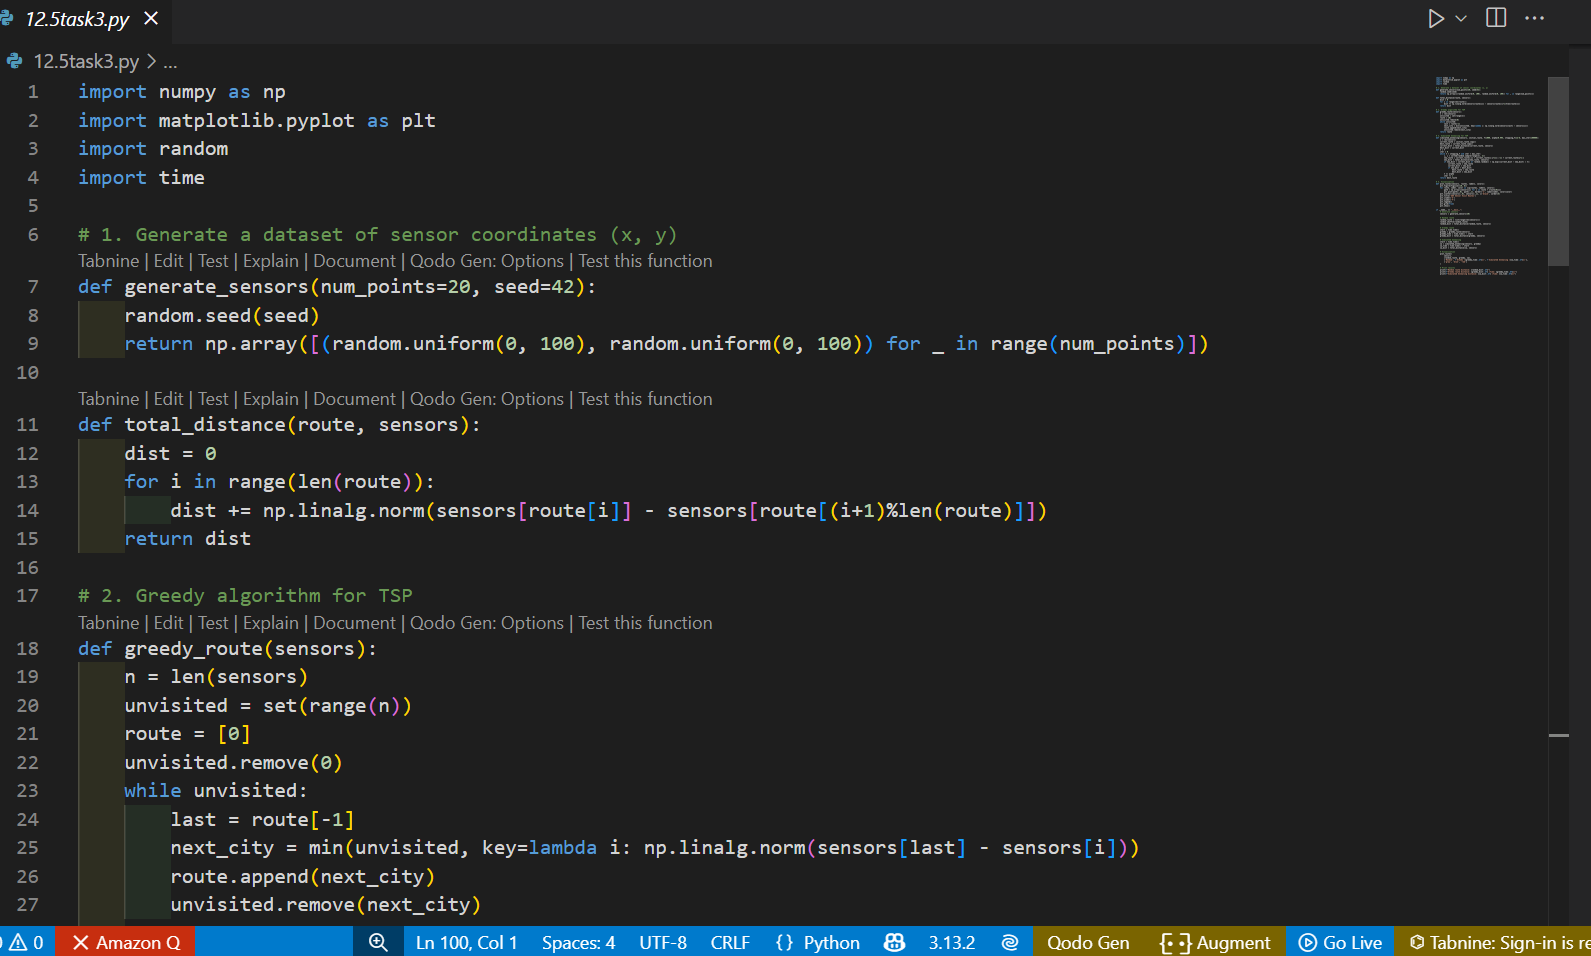 12.5task3.py
12.5task3.py > ...
1 import numpy as np
2 import matplotlib.pyplot as plt
3 import random
4 import time
5
6 # 1. Generate a dataset of sensor coordinates (x, y)
Tabnine | Edit | Test | Explain | Document | Qodo Gen: Options | Test this function
7 def generate_sensors(num_points=20, seed=42):
8     random.seed(seed)
9     return np.array([(random.uniform(0, 100), random.uniform(0, 100)) for _ in range(num_points)])
10
Tabnine | Edit | Test | Explain | Document | Qodo Gen: Options | Test this function
11 def total_distance(route, sensors):
12     dist = 0
13     for i in range(len(route)):
14         dist += np.linalg.norm(sensors[route[i]] - sensors[route[(i+1)%len(route)]])
15     return dist
16
17 # 2. Greedy algorithm for TSP
Tabnine | Edit | Test | Explain | Document | Qodo Gen: Options | Test this function
18 def greedy_route(sensors):
19     n = len(sensors)
20     unvisited = set(range(n))
21     route = [0]
22     unvisited.remove(0)
23     while unvisited:
24         last = route[-1]
25         next_city = min(unvisited, key=lambda i: np.linalg.norm(sensors[last] - sensors[i]))
26         route.append(next_city)
27         unvisited.remove(next_city)
0 Amazon Q Ln 100, Col 1 Spaces: 4 UTF-8 CRLF {} Python 3.13.2 Qodo Gen Augment Go Live Tabnine: Sign-in is re